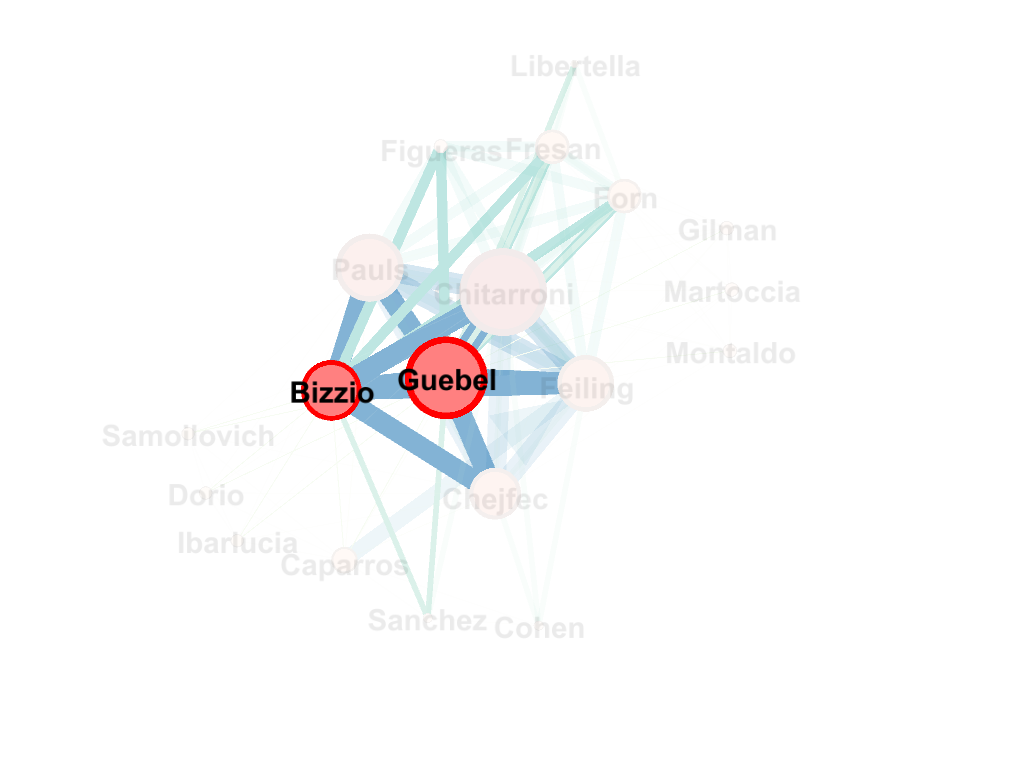 Libertella
Figueras
Fresan
Forn
Gilman
Pauls
Chitarroni
Martoccia
Montaldo
Bizzio
Guebel
Feiling
Samoilovich
Dorio
Chejfec
Ibarlucia
Caparros
Sanchez
Cohen